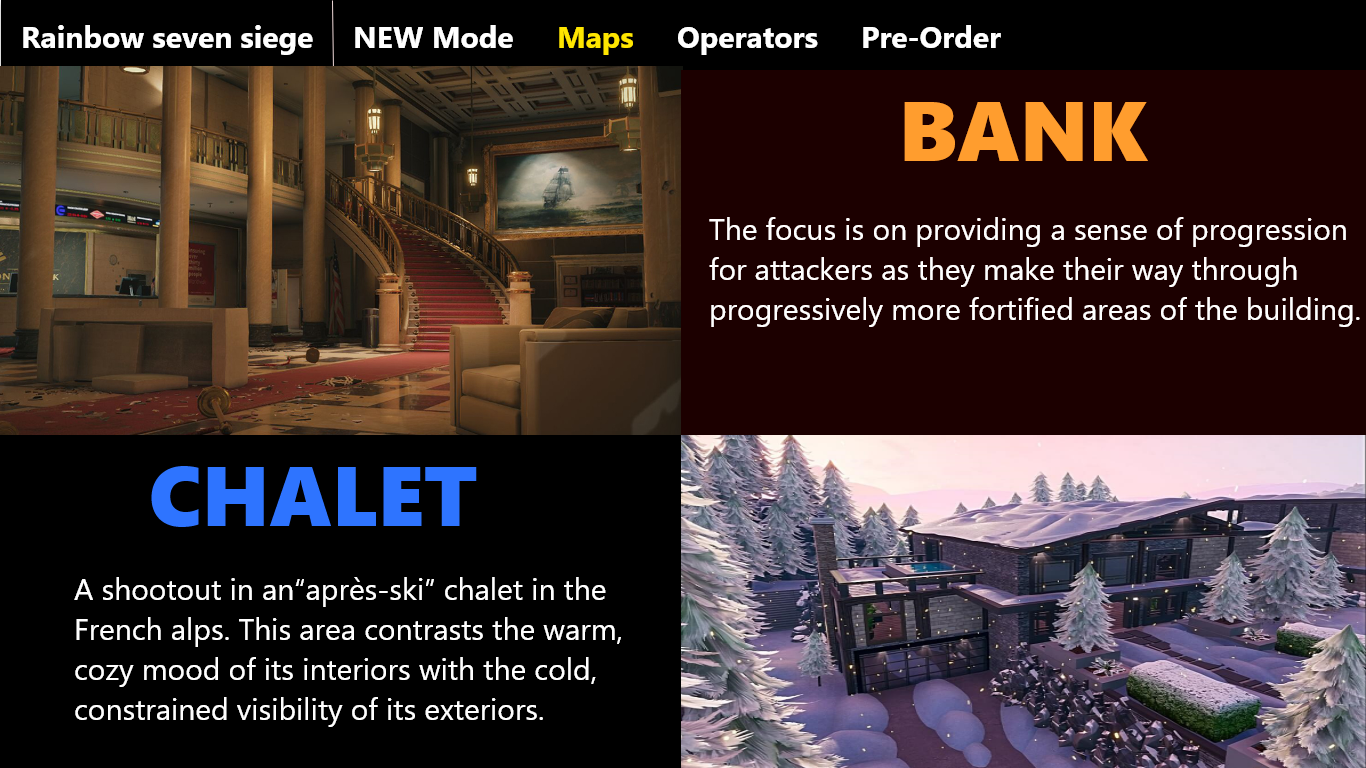 Rainbow seven siege NEW Mode Maps Operators Pre-Order
BANK
The focus is on providing a sense of progression
for attackers as they make their way through
progressively more fortified areas of the building.
CHALET
A shootout in an“après-ski” chalet in the
French alps. This area contrasts the warm,
cozy mood of its interiors with the cold,
constrained visibility of its exteriors.